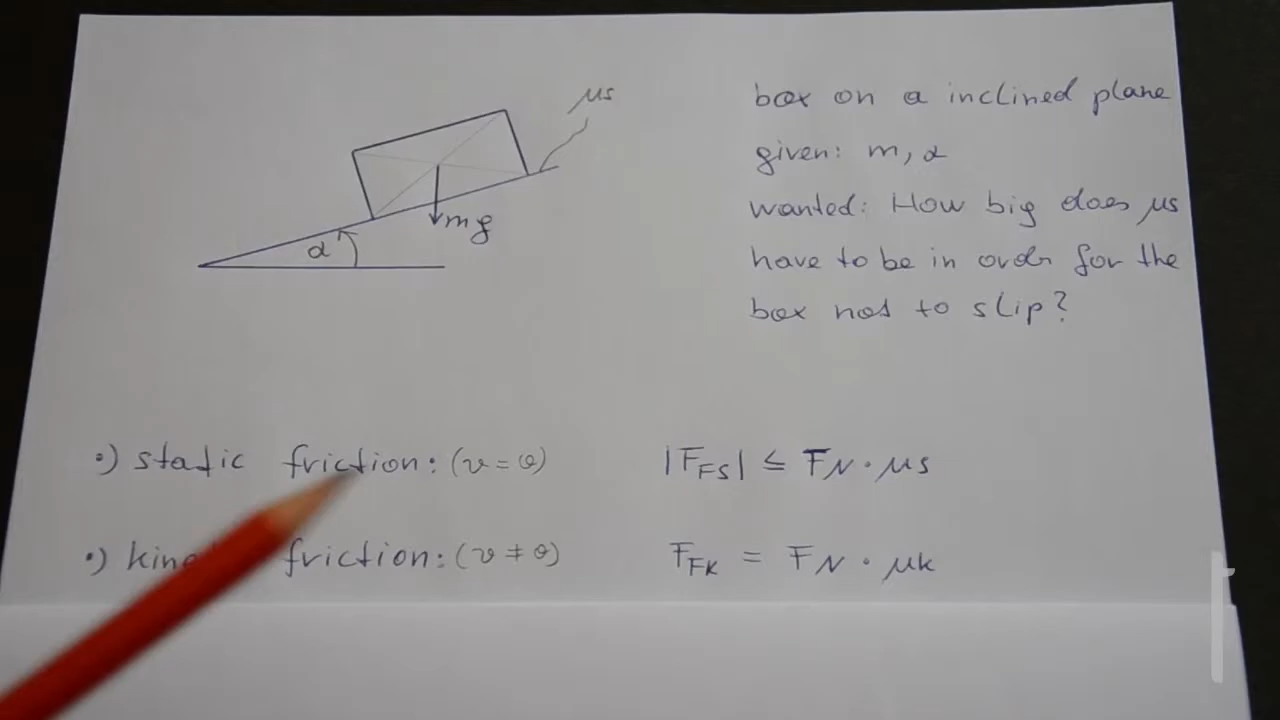 μs
mg
α
box on a inclined plane
given: m, α
wanted: How big does μs
have to be in order for the
box not to slip?
•) static friction: (v = 0) |FFS| ≤ FN · μs
•) friction: (v ≠ 0) FFK = FN · μk